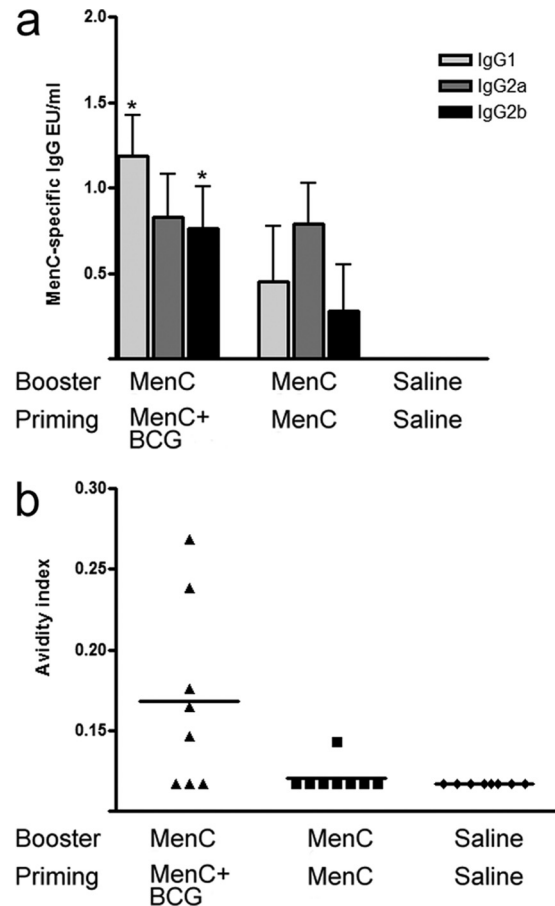 a
2.0
1.5
1.0
0.5
MenC-specific IgG EU/ml
IgG1
IgG2a
IgG2b
*
*
Booster MenC MenC Saline
Priming MenC+ BCG MenC Saline
b
0.30
0.25
0.20
0.15
Avidity index
Booster MenC MenC Saline
Priming MenC+ BCG MenC Saline